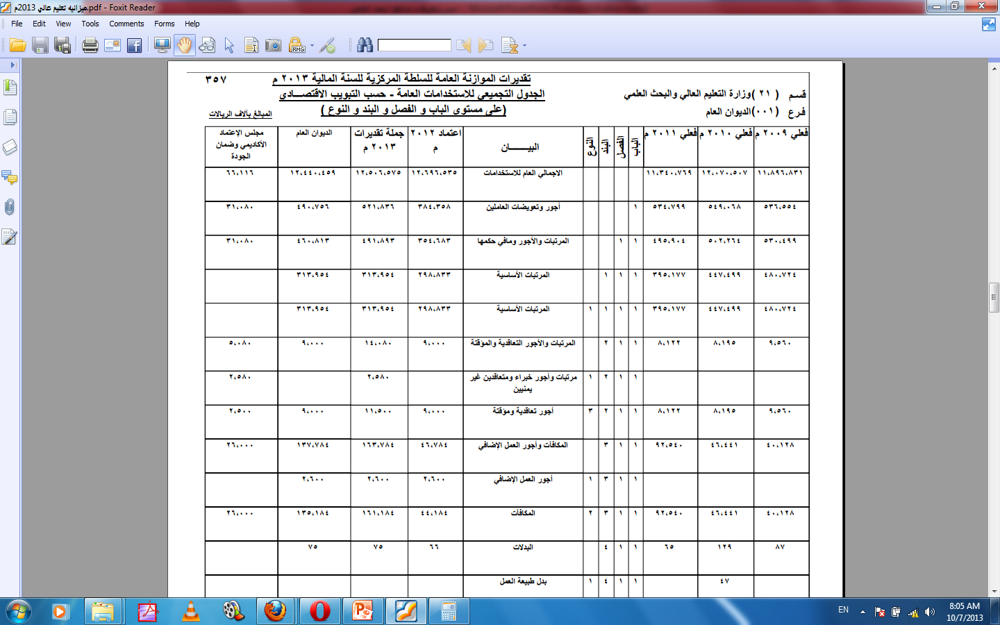 ميزانيه تعليم عالي 2013م.pdf - Foxit Reader
File Edit View Tools Comments Forms Help
تقديرات الموازنة العامة للسلطة المركزية للسنة المالية ٢٠١٣ م ٣٥٧
قسم (٢١) وزارة التعليم العالي والبحث العلمي الجدول التجميعي للاستخدامات العامة - حسب التبويب الاقتصـــادي
فرع (٠٠١) الديوان العام (على مستوى الباب و الفصل و البند و النوع) المبالغ بآلاف الريالات
فعلي ٢٠٠٩ م فعلي ٢٠١٠ م فعلي ٢٠١١ م الباب الفصل البند النوع البيـــــــان اعتماد ٢٠١٢ م جملة تقديرات ٢٠١٣ م الديوان العام مجلس الإعتماد الأكاديمي وضمان الجودة
١١،٨٩٦،٨٣١ ١٢،٠٧٠،٥٠٧ ١١،٣٤٠،٧٦٩ الاجمالي العام للاستخدامات ١٢،٦٩٦،٥٣٥ ١٢،٥٠٦،٥٧٥ ١٢،٤٤٠،٤٥٩ ٦٦،١١٦
٥٣٦،٥٥٤ ٥٤٩،٠٦٨ ٥٣٤،٧٩٩ ١ أجور وتعويضات العاملين ٣٨٤،٣٥٨ ٥٢١،٨٣٦ ٤٩٠،٧٥٦ ٣١،٠٨٠
٥٣٠،٤٩٩ ٥٠٢،٢٦٤ ٤٩٥،٩٠٤ ١ ١ المرتبات والأجور ومافي حكمها ٣٥٤،٦٨٣ ٤٩١،٨٩٣ ٤٦٠،٨١٣ ٣١،٠٨٠
٤٨٠،٧٢٤ ٤٤٧،٤٩٩ ٣٩٥،١٧٧ ١ ١ ١ المرتبات الأساسية ٢٩٨،٨٣٣ ٣١٣،٩٥٤ ٣١٣،٩٥٤
٤٨٠،٧٢٤ ٤٤٧،٤٩٩ ٣٩٥،١٧٧ ١ ١ ١ ١ المرتبات الأساسية ٢٩٨،٨٣٣ ٣١٣،٩٥٤ ٣١٣،٩٥٤
٩،٥٦٠ ٨،١٩٥ ٨،١٢٢ ١ ١ ٢ المرتبات والأجور التعاقدية والمؤقتة ٩،٠٠٠ ١٤،٠٨٠ ٩،٠٠٠ ٥،٠٨٠
١ ١ ٢ ١ مرتبات وأجور خبراء ومتعاقدين غير يمنيين ٢،٥٨٠ ٢،٥٨٠
٩،٥٦٠ ٨،١٩٥ ٨،١٢٢ ١ ١ ٢ ٣ أجور تعاقدية ومؤقتة ٩،٠٠٠ ١١،٥٠٠ ٩،٠٠٠ ٢،٥٠٠
٤٠،١٢٨ ٤٦،٤٤١ ٩٢،٥٤٠ ١ ١ ٣ المكافآت وأجور العمل الإضافي ٤٦،٧٨٤ ١٦٣،٧٨٤ ١٣٧،٧٨٤ ٢٦،٠٠٠
١ ١ ٣ ١ أجور العمل الإضافي ٢،٦٠٠ ٢،٦٠٠ ٢،٦٠٠
٤٠،١٢٨ ٤٦،٤٤١ ٩٢،٥٤٠ ١ ١ ٣ ٢ المكافآت ٤٤،١٨٤ ١٦١،١٨٤ ١٣٥،١٨٤ ٢٦،٠٠٠
٨٧ ١٢٩ ٦٥ ١ ١ ٤ البدلات ٦٦ ٧٥ ٧٥
٤٧ ١ ١ ٤ ١ بدل طبيعة العمل
EN 8:05 AM
10/7/2013